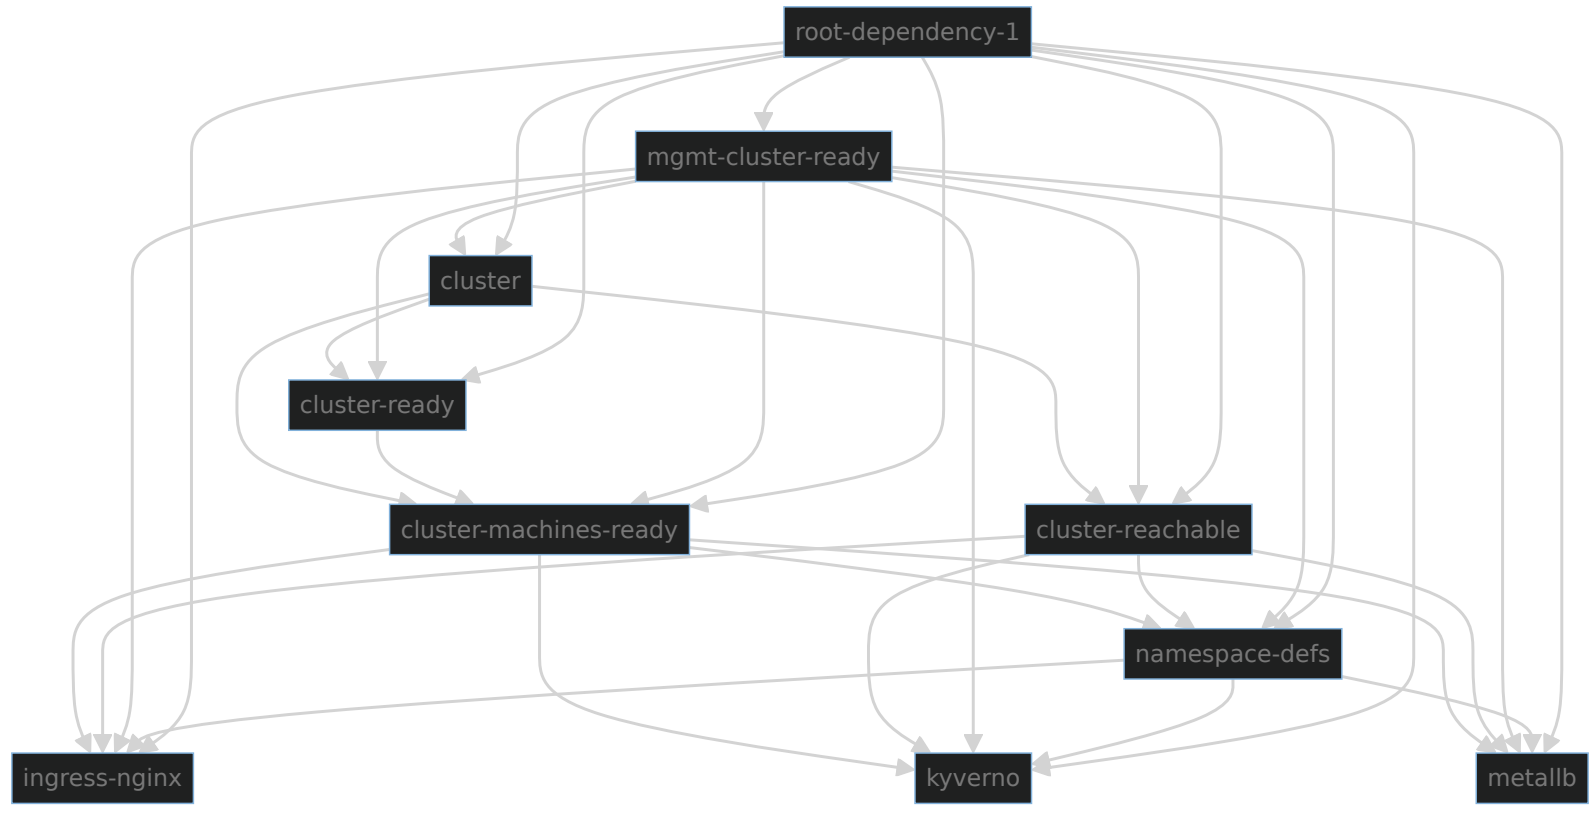 root-dependency-1
mgmt-cluster-ready
cluster
cluster-ready
cluster-machines-ready
cluster-reachable
namespace-defs
ingress-nginx
kyverno
metallb